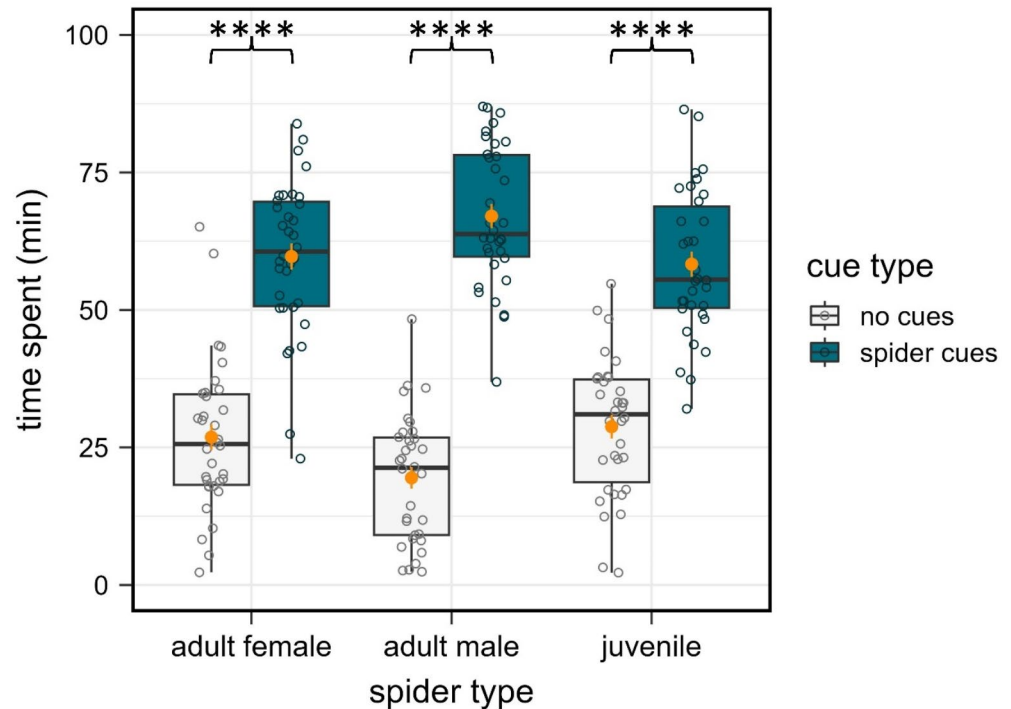 100
75
50
25
0
time spent (min)
**** **** ****
adult female adult male juvenile
spider type
cue type
no cues
spider cues